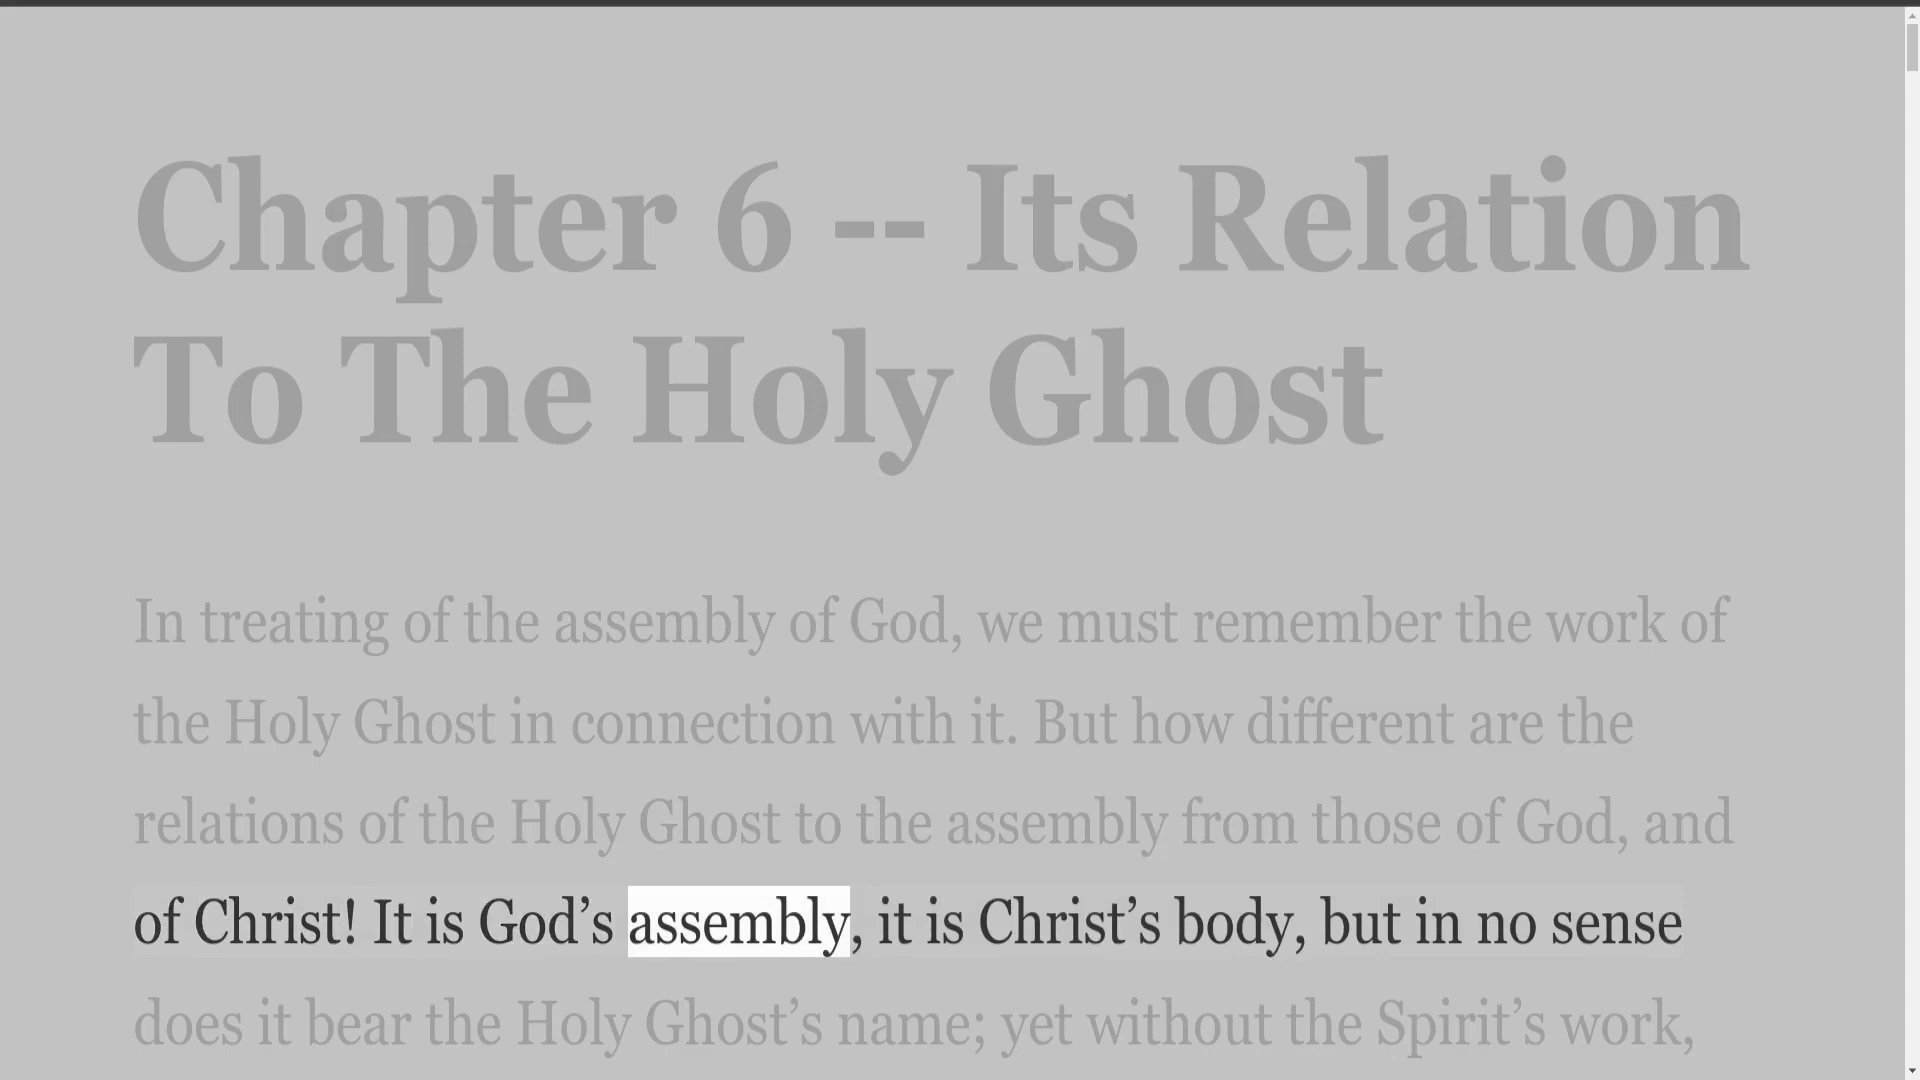 Chapter 6 -- Its Relation
To The Holy Ghost
In treating of the assembly of God, we must remember the work of
the Holy Ghost in connection with it. But how different are the
relations of the Holy Ghost to the assembly from those of God, and
of Christ! It is God’s assembly, it is Christ’s body, but in no sense
does it bear the Holy Ghost’s name; yet without the Spirit’s work,